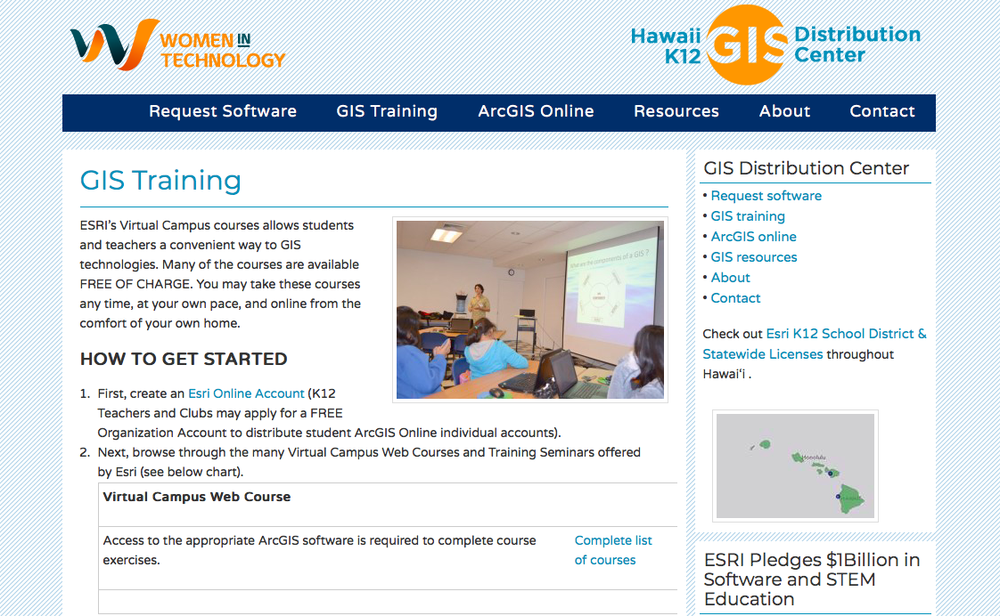 WOMEN IN
TECHNOLOGY
Hawaii
K12
GIS
Distribution
Center
Request Software
GIS Training
ArcGIS Online
Resources
About
Contact
GIS Training
ESRI's Virtual Campus courses allows students
and teachers a convenient way to GIS
technologies. Many of the courses are available
FREE OF CHARGE. You may take these courses
any time, at your own pace, and online from the
comfort of your own home.
What are the components of a GIS ?
HOW TO GET STARTED
1. First, create an Esri Online Account (K12
Teachers and Clubs may apply for a FREE
Organization Account to distribute student ArcGIS Online individual accounts).
2. Next, browse through the many Virtual Campus Web Courses and Training Seminars offered
by Esri (see below chart).
Virtual Campus Web Course
Access to the appropriate ArcGIS software is required to complete course
exercises.
Complete list
of courses
GIS Distribution Center
• Request software
• GIS training
• ArcGIS online
• GIS resources
• About
• Contact
Check out Esri K12 School District &
Statewide Licenses throughout
Hawai‘i .
Honolulu
ESRI Pledges $1Billion in
Software and STEM
Education